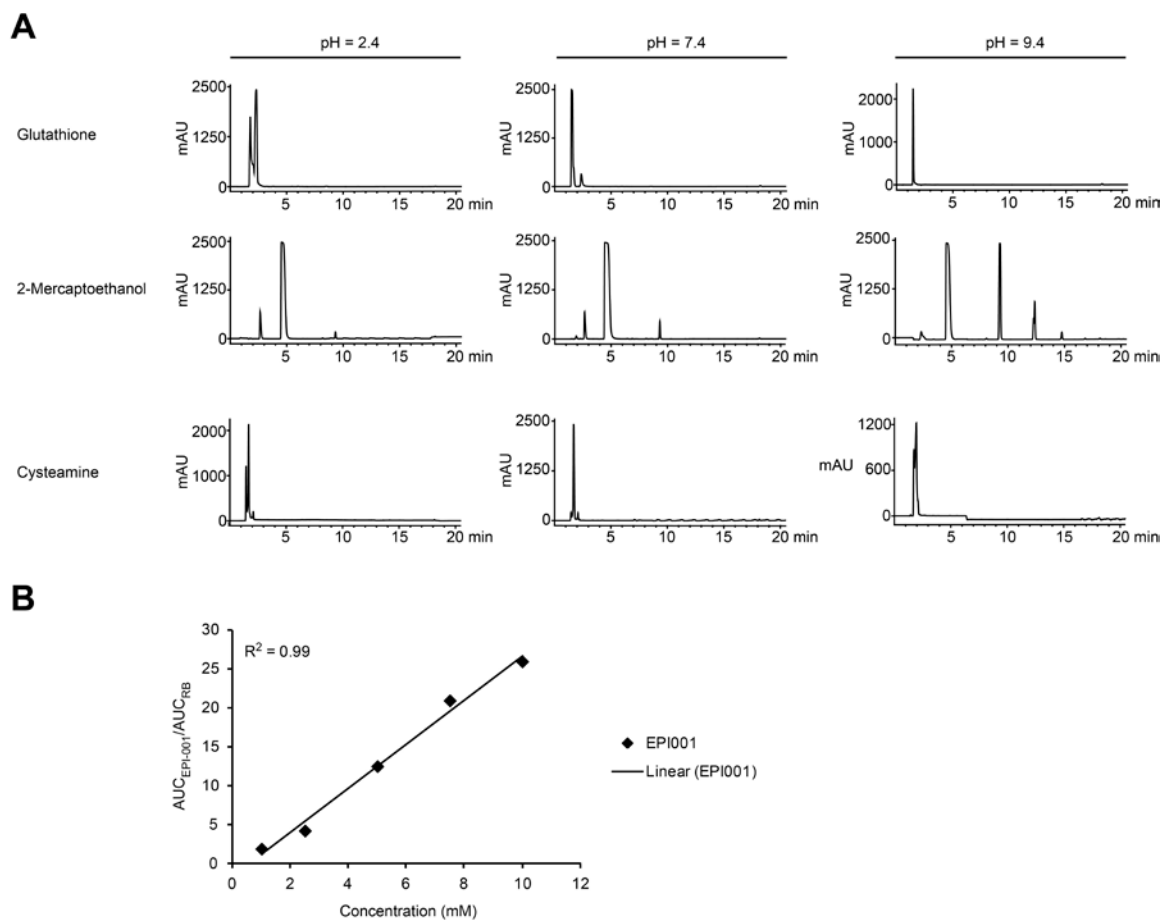 A
pH = 2.4
pH = 7.4
pH = 9.4
Glutathione
mAU
2500
1250
0
5 10 15 20 min
mAU
2500
1250
0
5 10 15 20 min
mAU
2000
1000
0
5 10 15 20 min
2-Mercaptoethanol
mAU
2500
1250
0
5 10 15 20 min
mAU
2500
1250
0
5 10 15 20 min
mAU
2500
1250
0
5 10 15 20 min
Cysteamine
mAU
2000
1000
0
5 10 15 20 min
mAU
2500
1250
0
5 10 15 20 min
mAU
1200
600
0
5 10 15 20 min
B
R² = 0.99
AUC EPI-001/AUC RB
30
25
20
15
10
5
0
0 2 4 6 8 10 12
Concentration (mM)
EPI001
Linear (EPI001)